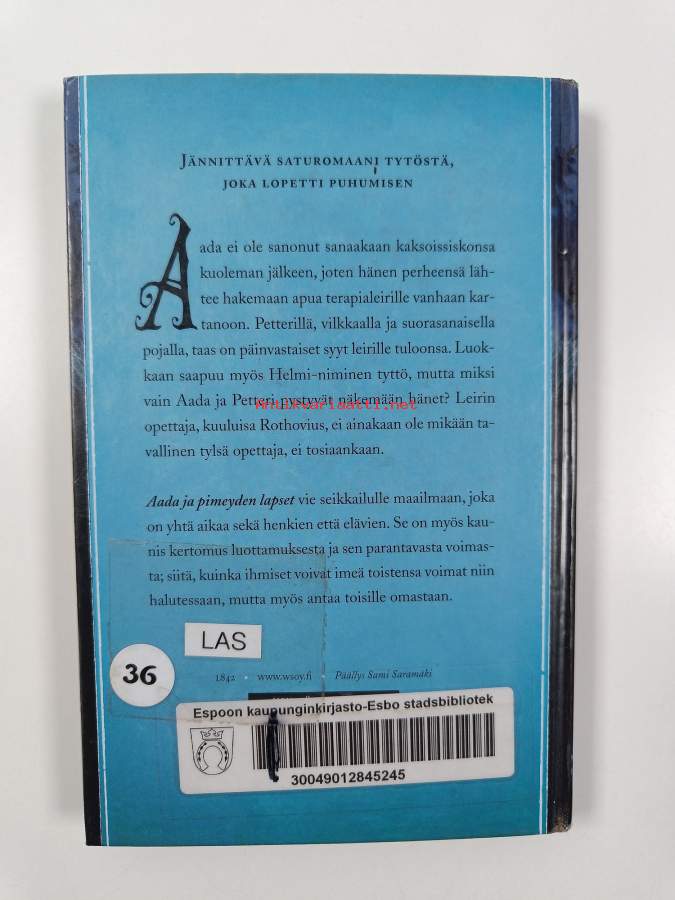 Jännittävä saturomaani tytöstä,
joka lopetti puhumisen
Aada ei ole sanonut sanaakaan kaksoissiskonsa
kuoleman jälkeen, joten hänen perheensä läh-
tee hakemaan apua terapialeirille vanhaan kar-
tanoon. Petterillä, vilkkaalla ja suorasanaisella
pojalla, taas on päinvastaiset syyt leirille tuloonsa. Luok-
kaan saapuu myös Helmi-niminen tyttö, mutta miksi
vain Aada ja Petteri pystyvät näkemään hänet? Leirin
Antikvariaatti.net
opettaja, kuuluisa Rothovius, ei ainakaan ole mikään ta-
vallinen tylsä opettaja, ei tosiaankaan.
Aada ja pimeyden lapset vie seikkailulle maailmaan, joka
on yhtä aikaa sekä henkien että elävien. Se on myös kau-
nis kertomus luottamuksesta ja sen parantavasta voimas-
ta; siitä, kuinka ihmiset voivat imeä toistensa voimat niin
halutessaan, mutta myös antaa toisille omastaan.
LAS
36
1842 • www.wsoy.fi • Päällys Sami Saramäki
Espoon kaupunginkirjasto-Esbo stadsbibliotek
30049012845245